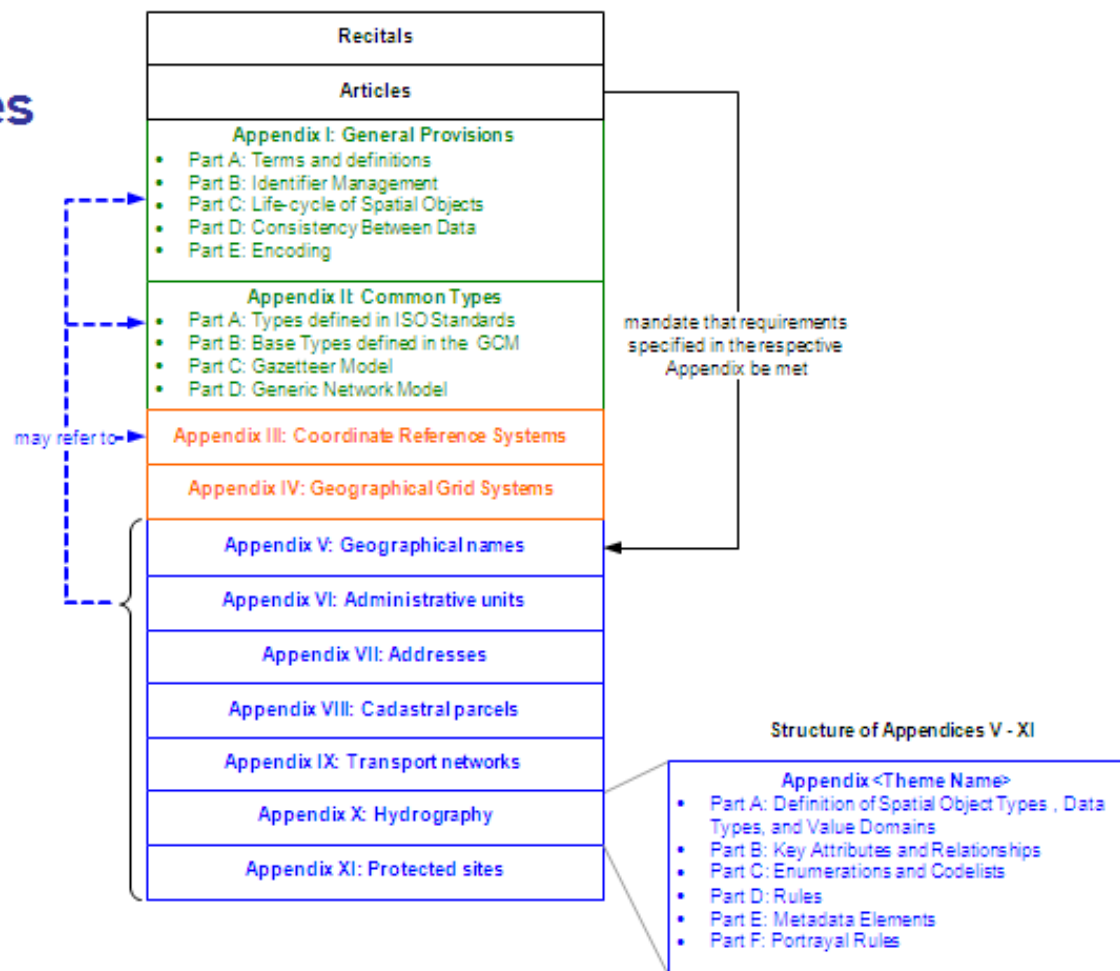 es
Recitals
Articles
Appendix I: General Provisions
• Part A: Terms and definitions
• Part B: Identifier Management
• Part C: Life-cycle of Spatial Objects
• Part D: Consistency Between Data
• Part E: Encoding
Appendix II: Common Types
• Part A: Types defined in ISO Standards
• Part B: Base Types defined in the GCM
• Part C: Gazetteer Model
• Part D: Generic Network Model
mandate that requirements
specified in the respective
Appendix be met
may refer to
Appendix III: Coordinate Reference Systems
Appendix IV: Geographical Grid Systems
Appendix V: Geographical names
Appendix VI: Administrative units
Appendix VII: Addresses
Appendix VIII: Cadastral parcels
Appendix IX: Transport networks
Appendix X: Hydrography
Appendix XI: Protected sites
Structure of Appendices V - XI
Appendix <Theme Name>
• Part A: Definition of Spatial Object Types , Data
Types, and Value Domains
• Part B: Key Attributes and Relationships
• Part C: Enumerations and Codelists
• Part D: Rules
• Part E: Metadata Elements
• Part F: Portrayal Rules